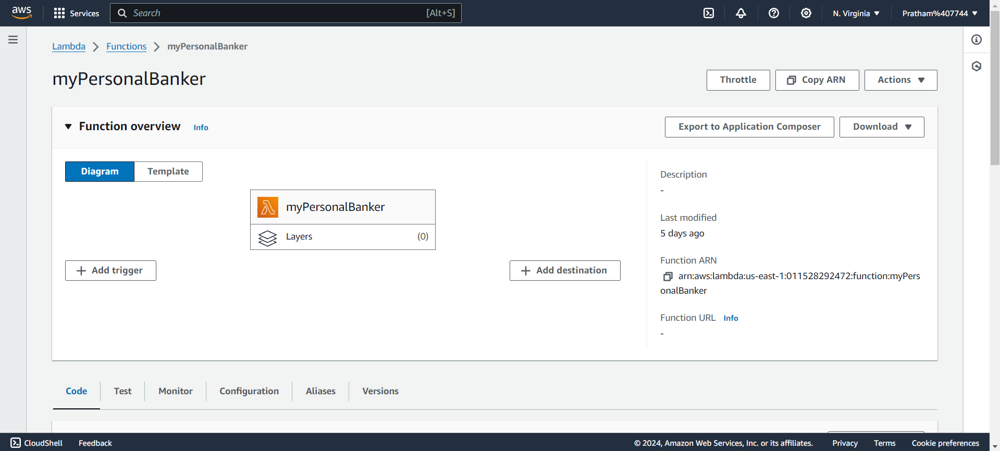 aws Services Search [Alt+S] N. Virginia Pratham%407744
Lambda Functions myPersonalBanker
myPersonalBanker
Throttle Copy ARN Actions
Function overview Info
Export to Application Composer Download
Diagram Template
myPersonalBanker
Layers (0)
+ Add trigger
+ Add destination
Description
-
Last modified
5 days ago
Function ARN
arn:aws:lambda:us-east-1:011528292472:function:myPers
onalBanker
Function URL Info
-
Code Test Monitor Configuration Aliases Versions
CloudShell Feedback © 2024, Amazon Web Services, Inc. or its affiliates. Privacy Terms Cookie preferences